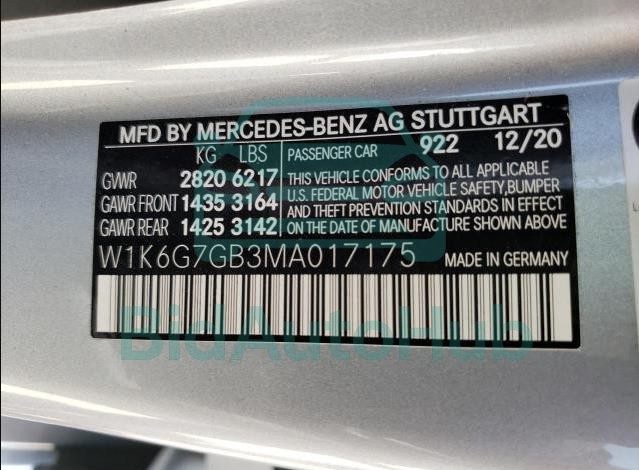 MFD BY MERCEDES-BENZ AG STUTTGART
KG LBS PASSENGER CAR 922 12/20
GVWR 2820 6217
GAWR FRONT 1435 3164
GAWR REAR 1425 3142
THIS VEHICLE CONFORMS TO ALL APPLICABLE
U.S. FEDERAL MOTOR VEHICLE SAFETY,BUMPER
AND THEFT PREVENTION STANDARDS IN EFFECT
ON THE DATE OF MANUFACTURE SHOWN ABOVE
W1K6G7GB3MA017175 MADE IN GERMANY
BidAutoHub